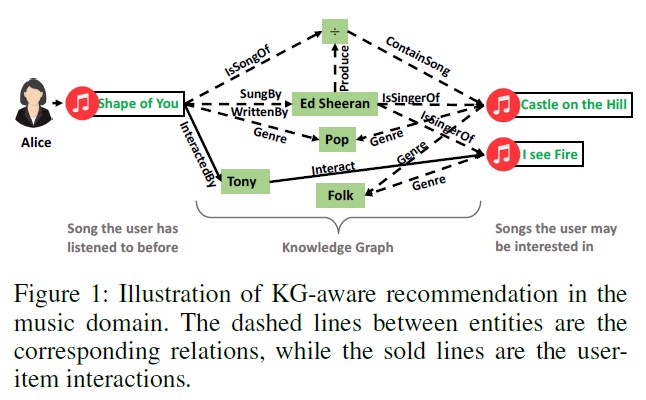 ÷
IsSongOf
ContainSong
Produce
SungBy
Ed Sheeran
IsSingerOf
Shape of You
Castle on the Hill
WrittenBy
IsSingerOf
Alice
Genre
Pop
Genre
InteractedBy
Interact
Genre
I see Fire
Tony
Genre
Folk
Song the user has
listened to before
Knowledge Graph
Songs the user may
be interested in
Figure 1: Illustration of KG-aware recommendation in the
music domain. The dashed lines between entities are the
corresponding relations, while the sold lines are the user-
item interactions.